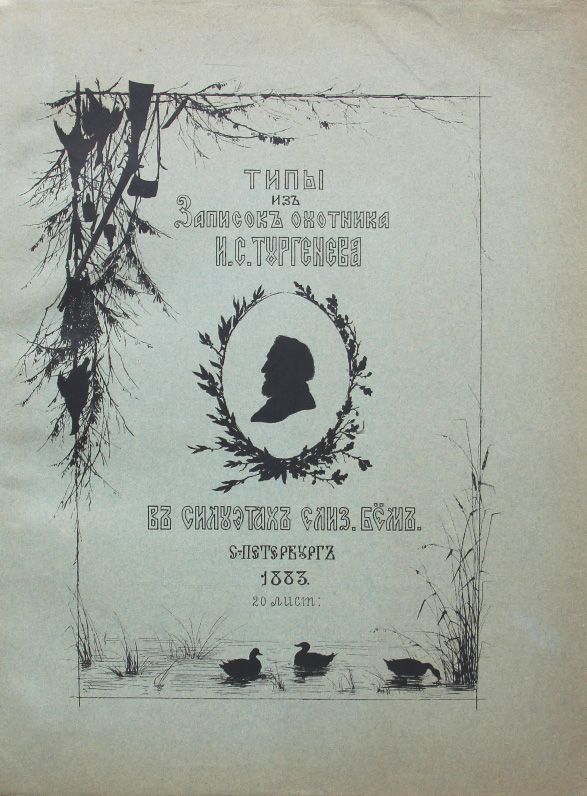 ТИПЫ
ИЗЪ
ЗАПИСОКЪ ОХОТНИКА
И.С.ТУРГЕНЕВА
ВЪ СИЛУЭТАХЪ ЕЛИЗ. БЁМЪ.
С-ПЕТЕРБУРГЪ
1883.
20 ЛИСТ: